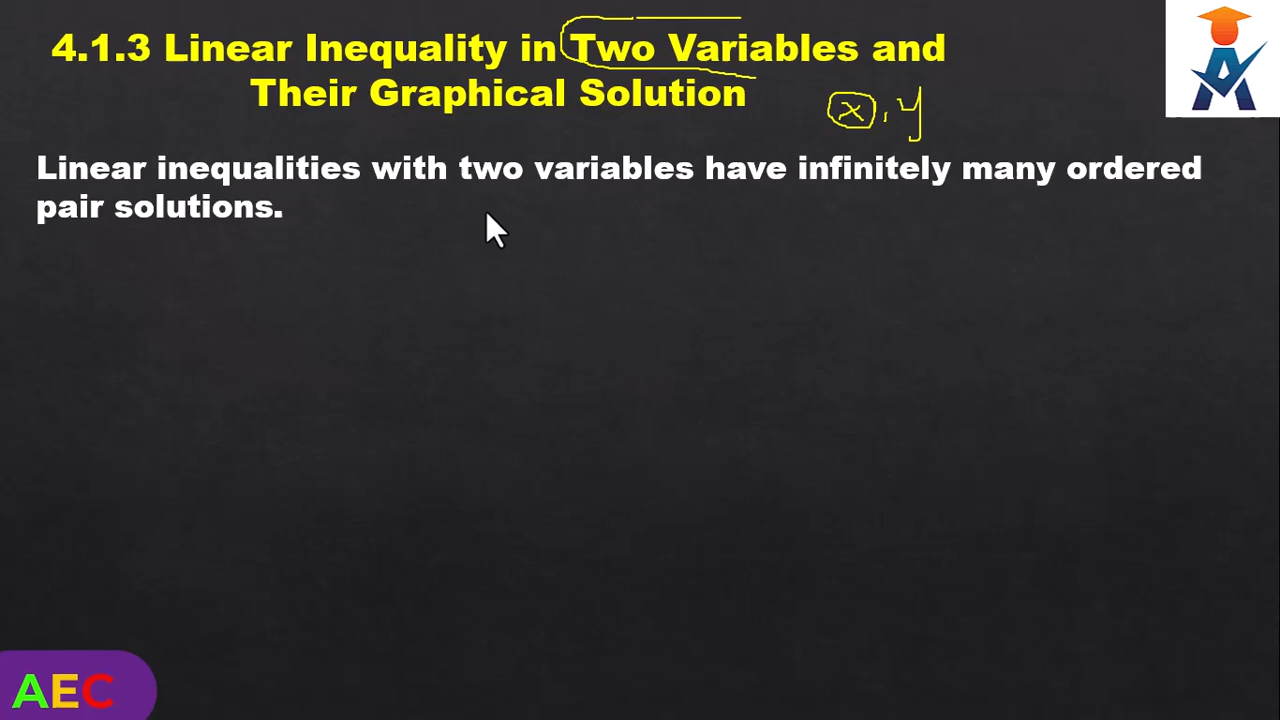 4.1.3 Linear Inequality in Two Variables and
Their Graphical Solution
x, y
Linear inequalities with two variables have infinitely many ordered
pair solutions.
AEC